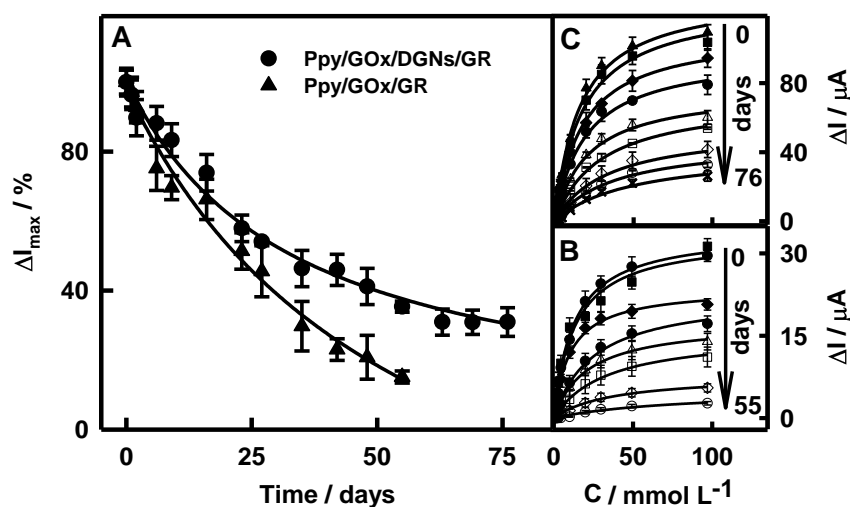 A
Ppy/GOx/DGNs/GR
Ppy/GOx/GR
ΔI_max / %
80
40
0
0 25 50 75
Time / days
C
0
days
76
ΔI / μA
80
40
0
B
0
days
55
ΔI / μA
30
15
0
0 50 100
C / mmol L⁻¹